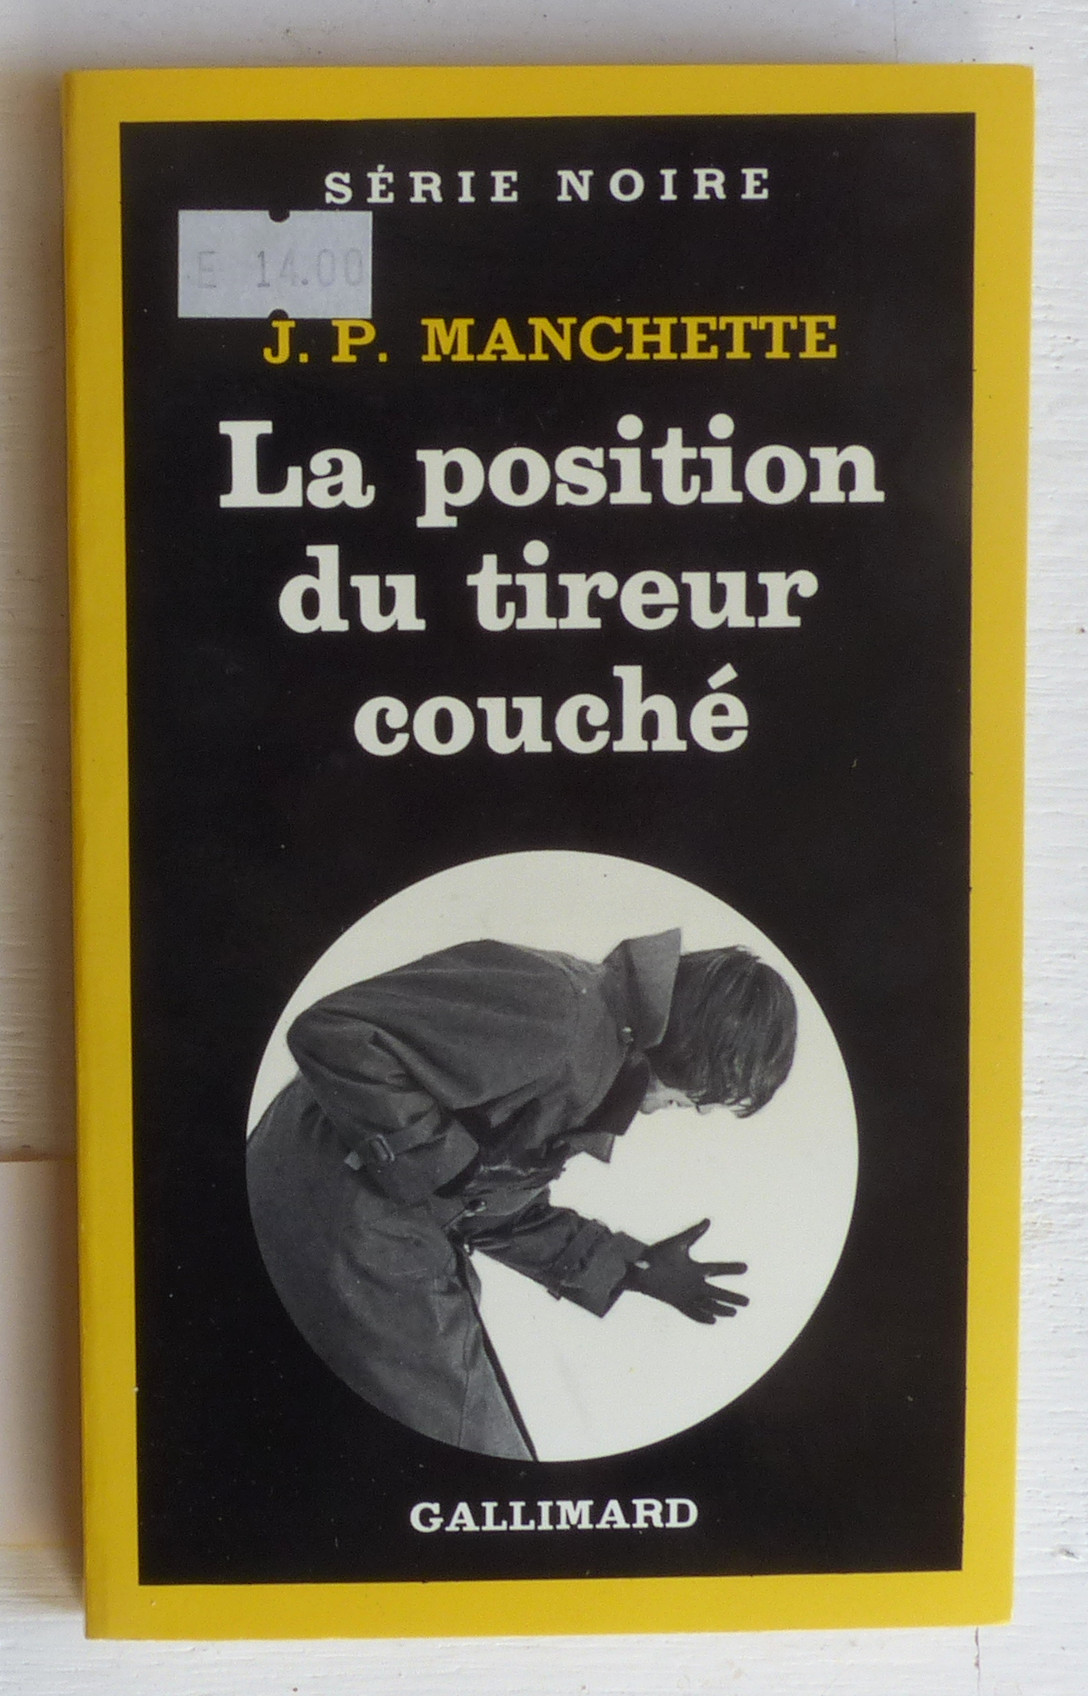 SÉRIE NOIRE
E 14.00
J. P. MANCHETTE
La position
du tireur
couché
GALLIMARD